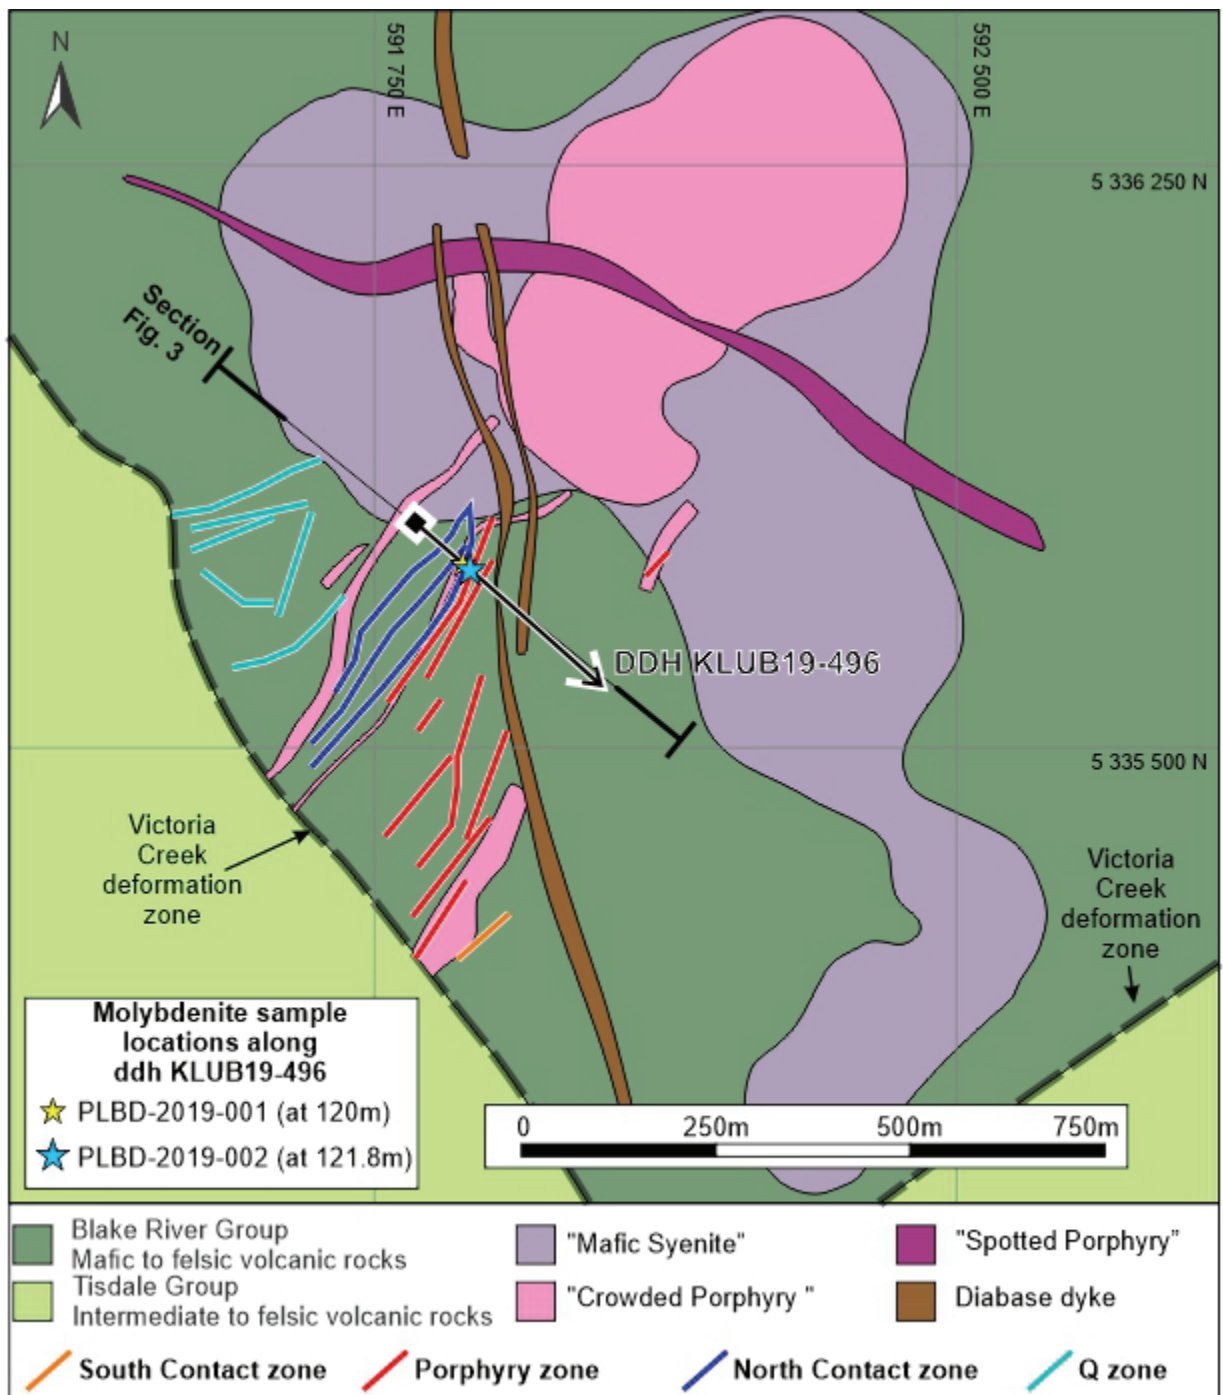 N
591 750 E
592 500 E
5 336 250 N
Section
Fig. 3
DDH KLUB19-496
5 335 500 N
Victoria
Creek
deformation
zone
Victoria
Creek
deformation
zone
Molybdenite sample
locations along
ddh KLUB19-496
PLBD-2019-001 (at 120m)
PLBD-2019-002 (at 121.8m)
0 250m 500m 750m
Blake River Group
Mafic to felsic volcanic rocks
Tisdale Group
Intermediate to felsic volcanic rocks
"Mafic Syenite"
"Crowded Porphyry "
"Spotted Porphyry"
Diabase dyke
South Contact zone
Porphyry zone
North Contact zone
Q zone